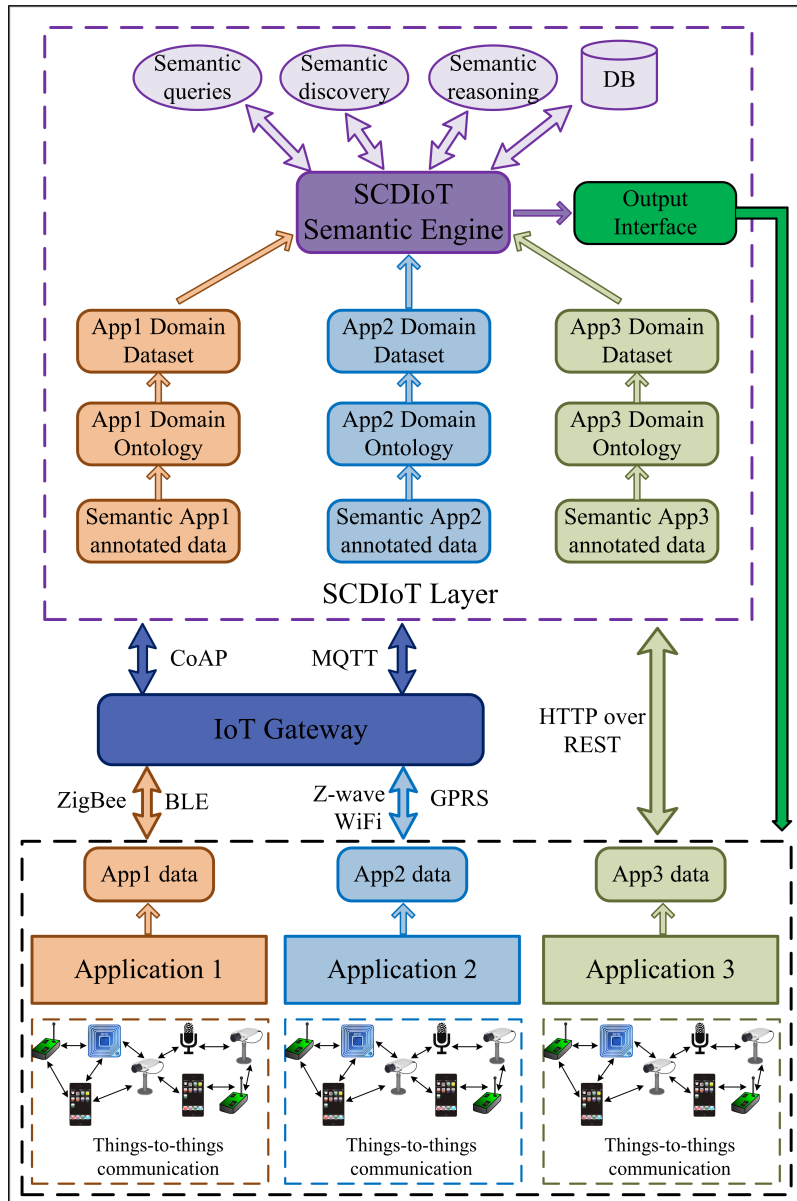 Semantic
queries
Semantic
discovery
Semantic
reasoning
DB
SCDIoT
Semantic Engine
Output
Interface
App1 Domain
Dataset
App2 Domain
Dataset
App3 Domain
Dataset
App1 Domain
Ontology
App2 Domain
Ontology
App3 Domain
Ontology
Semantic App1
annotated data
Semantic App2
annotated data
Semantic App3
annotated data
SCDIoT Layer
CoAP
MQTT
HTTP over
REST
IoT Gateway
ZigBee
BLE
Z-wave
WiFi
GPRS
App1 data
App2 data
App3 data
Application 1
Application 2
Application 3
Things-to-things
communication
Things-to-things
communication
Things-to-things
communication